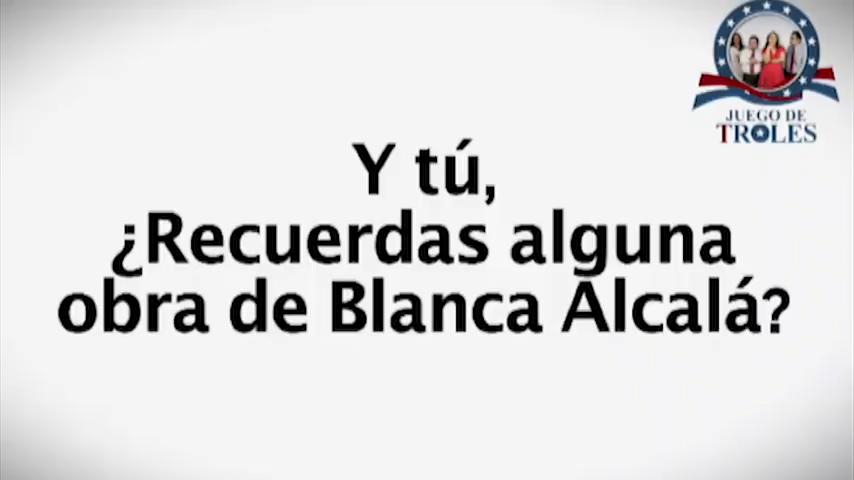 JUEGO DE
TROLES
Y tú,
¿Recuerdas alguna
obra de Blanca Alcalá?